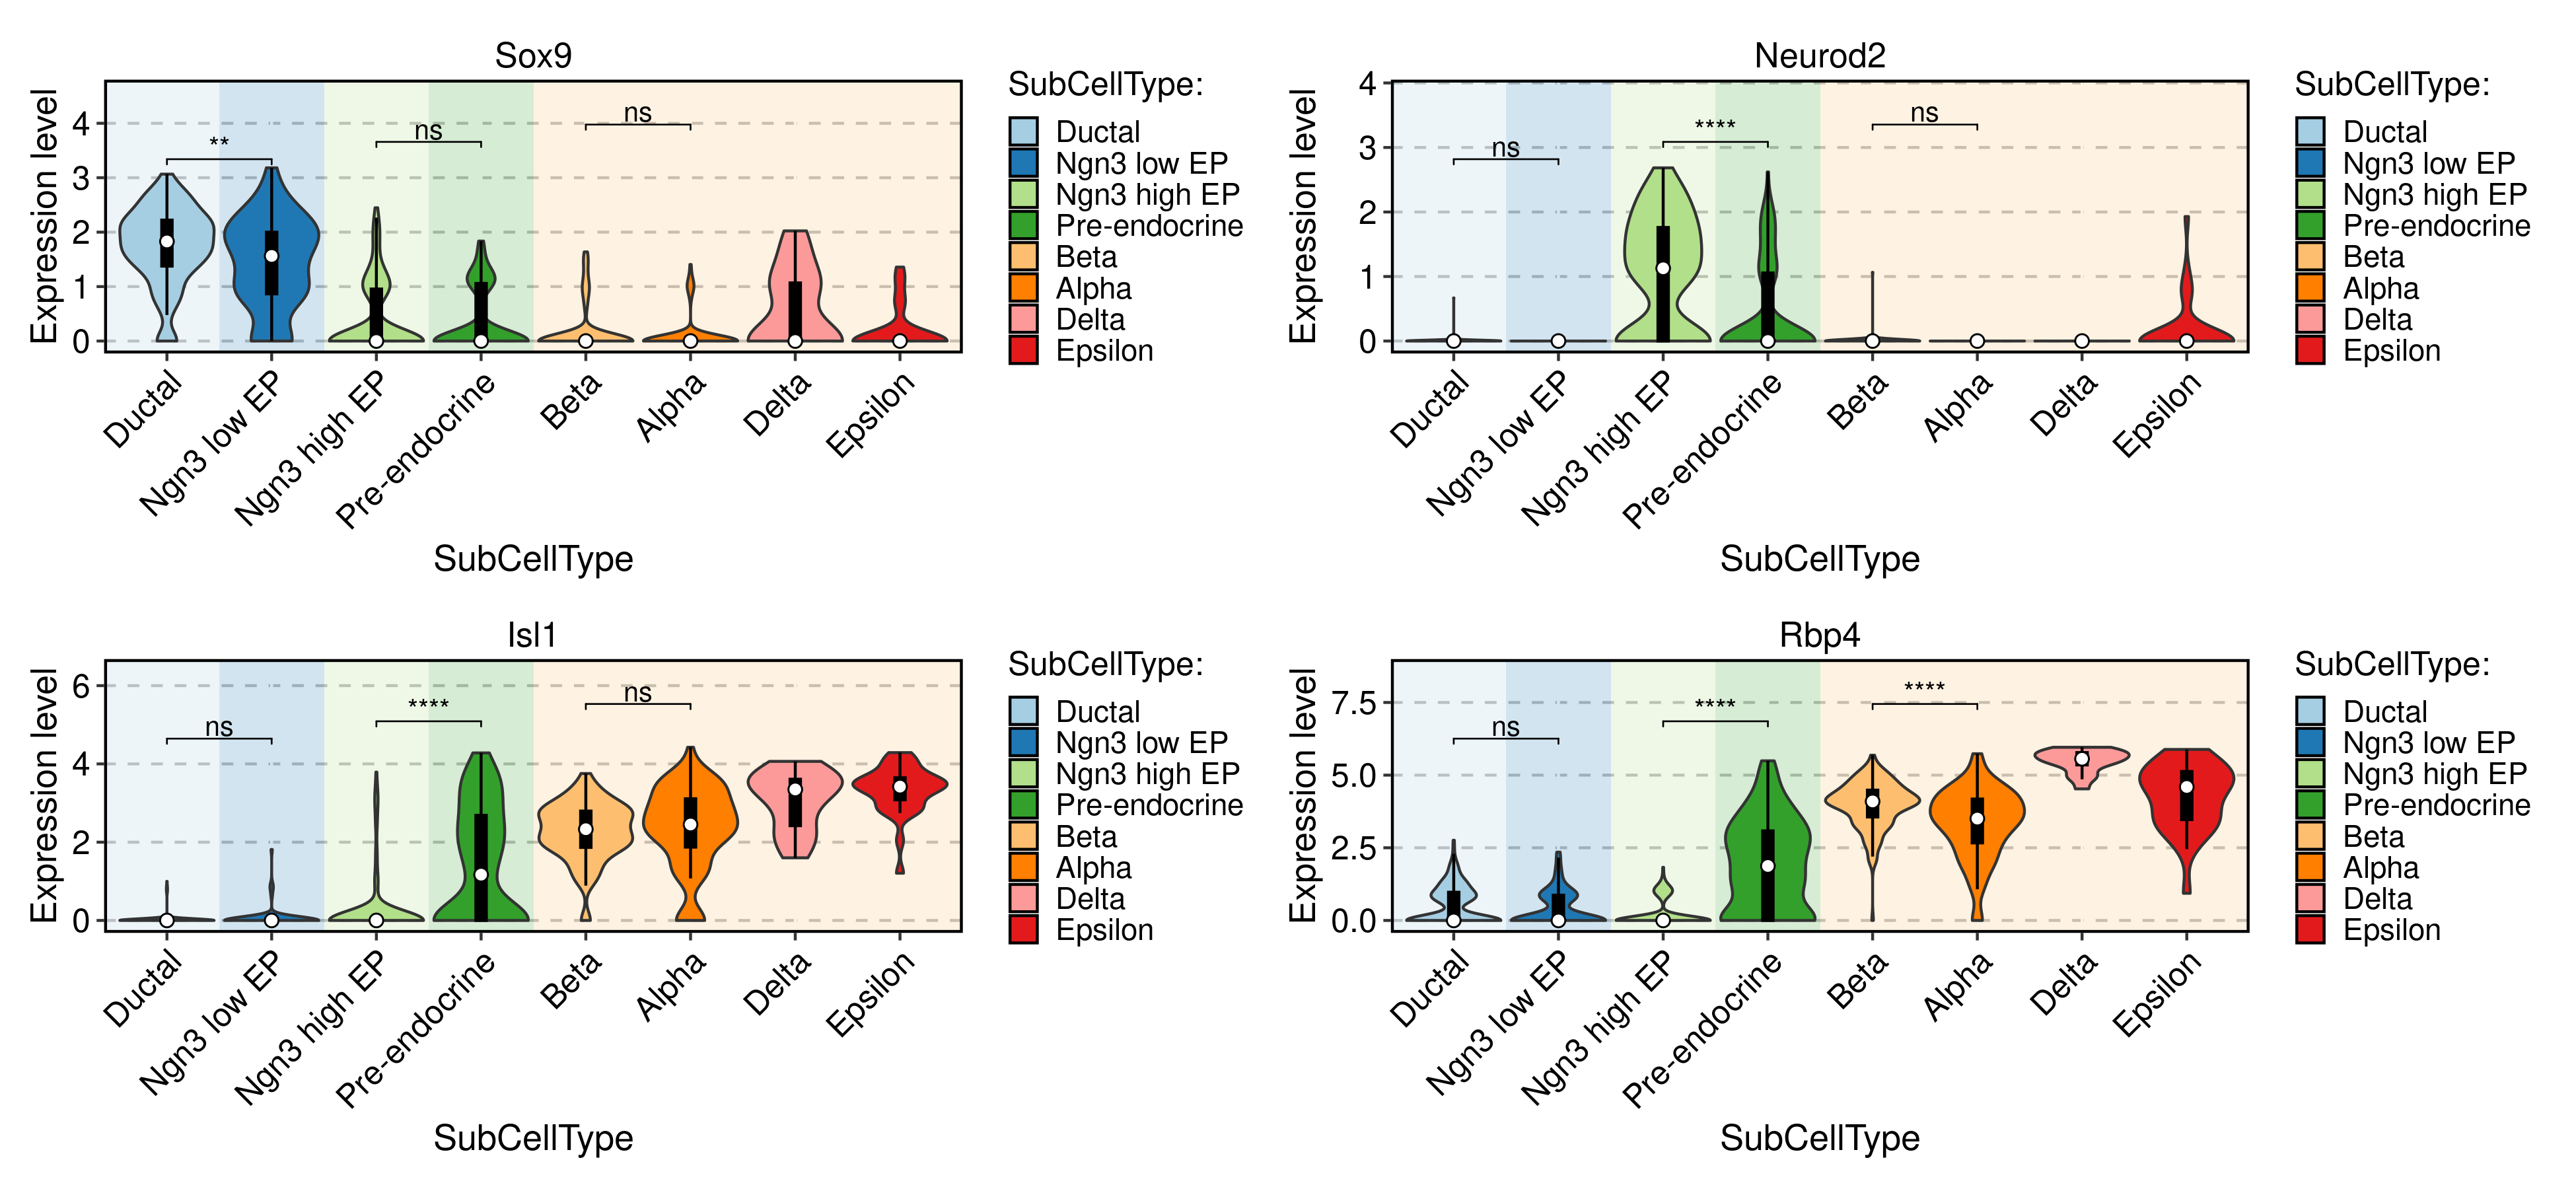 Sox9
Expression level
4
3
2
1
0
**
ns
ns
Ductal
Ngn3 low EP
Ngn3 high EP
Pre-endocrine
Beta
Alpha
Delta
Epsilon
SubCellType
SubCellType:
Ductal
Ngn3 low EP
Ngn3 high EP
Pre-endocrine
Beta
Alpha
Delta
Epsilon
Neurod2
Expression level
4
3
2
1
0
ns
****
ns
Ductal
Ngn3 low EP
Ngn3 high EP
Pre-endocrine
Beta
Alpha
Delta
Epsilon
SubCellType
SubCellType:
Ductal
Ngn3 low EP
Ngn3 high EP
Pre-endocrine
Beta
Alpha
Delta
Epsilon
Isl1
Expression level
6
4
2
0
ns
****
ns
Ductal
Ngn3 low EP
Ngn3 high EP
Pre-endocrine
Beta
Alpha
Delta
Epsilon
SubCellType
SubCellType:
Ductal
Ngn3 low EP
Ngn3 high EP
Pre-endocrine
Beta
Alpha
Delta
Epsilon
Rbp4
Expression level
7.5
5.0
2.5
0.0
ns
****
****
Ductal
Ngn3 low EP
Ngn3 high EP
Pre-endocrine
Beta
Alpha
Delta
Epsilon
SubCellType
SubCellType:
Ductal
Ngn3 low EP
Ngn3 high EP
Pre-endocrine
Beta
Alpha
Delta
Epsilon